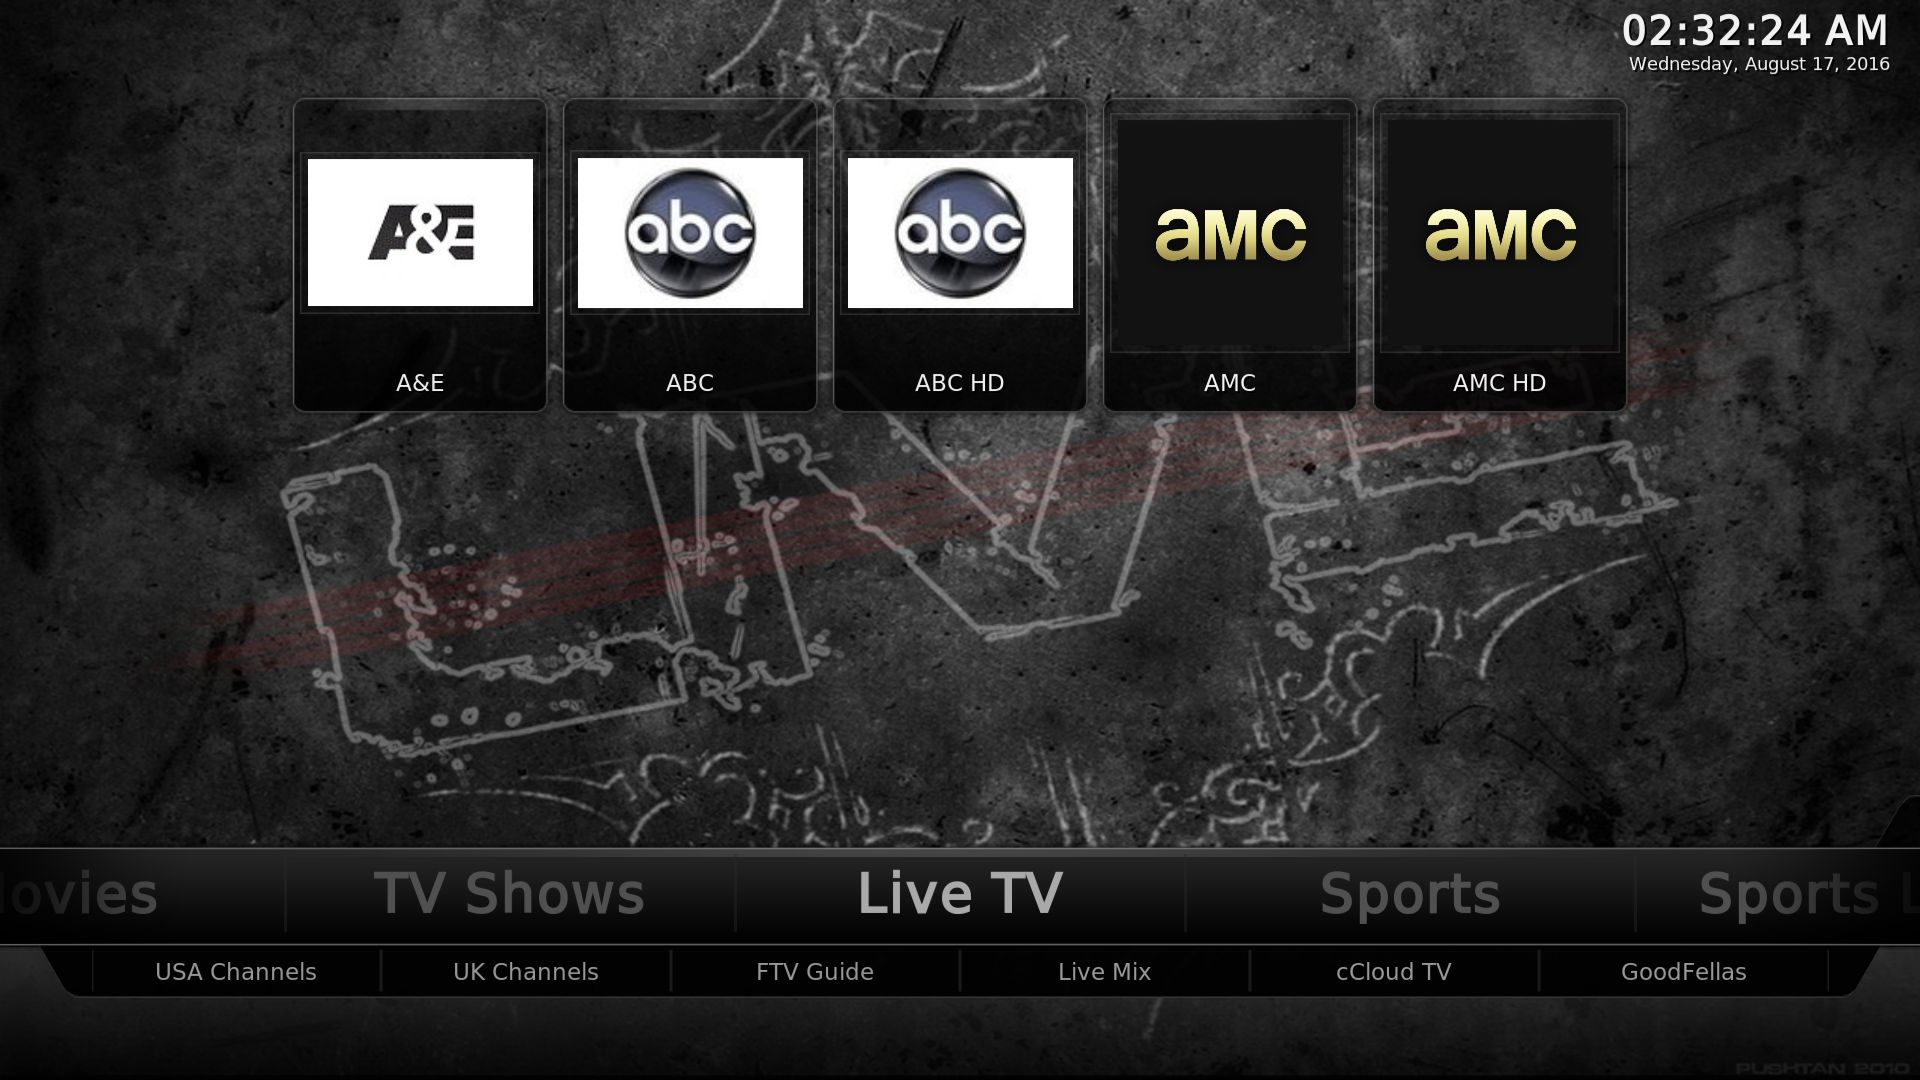 02:32:24 AM
Wednesday, August 17, 2016
A&E
abc
abc
aMC
aMC
A&E
ABC
ABC HD
AMC
AMC HD
LIVE
ovies
TV Shows
Live TV
Sports
Sports L
USA Channels
UK Channels
FTV Guide
Live Mix
cCloud TV
GoodFellas
PUSHTAN 2010